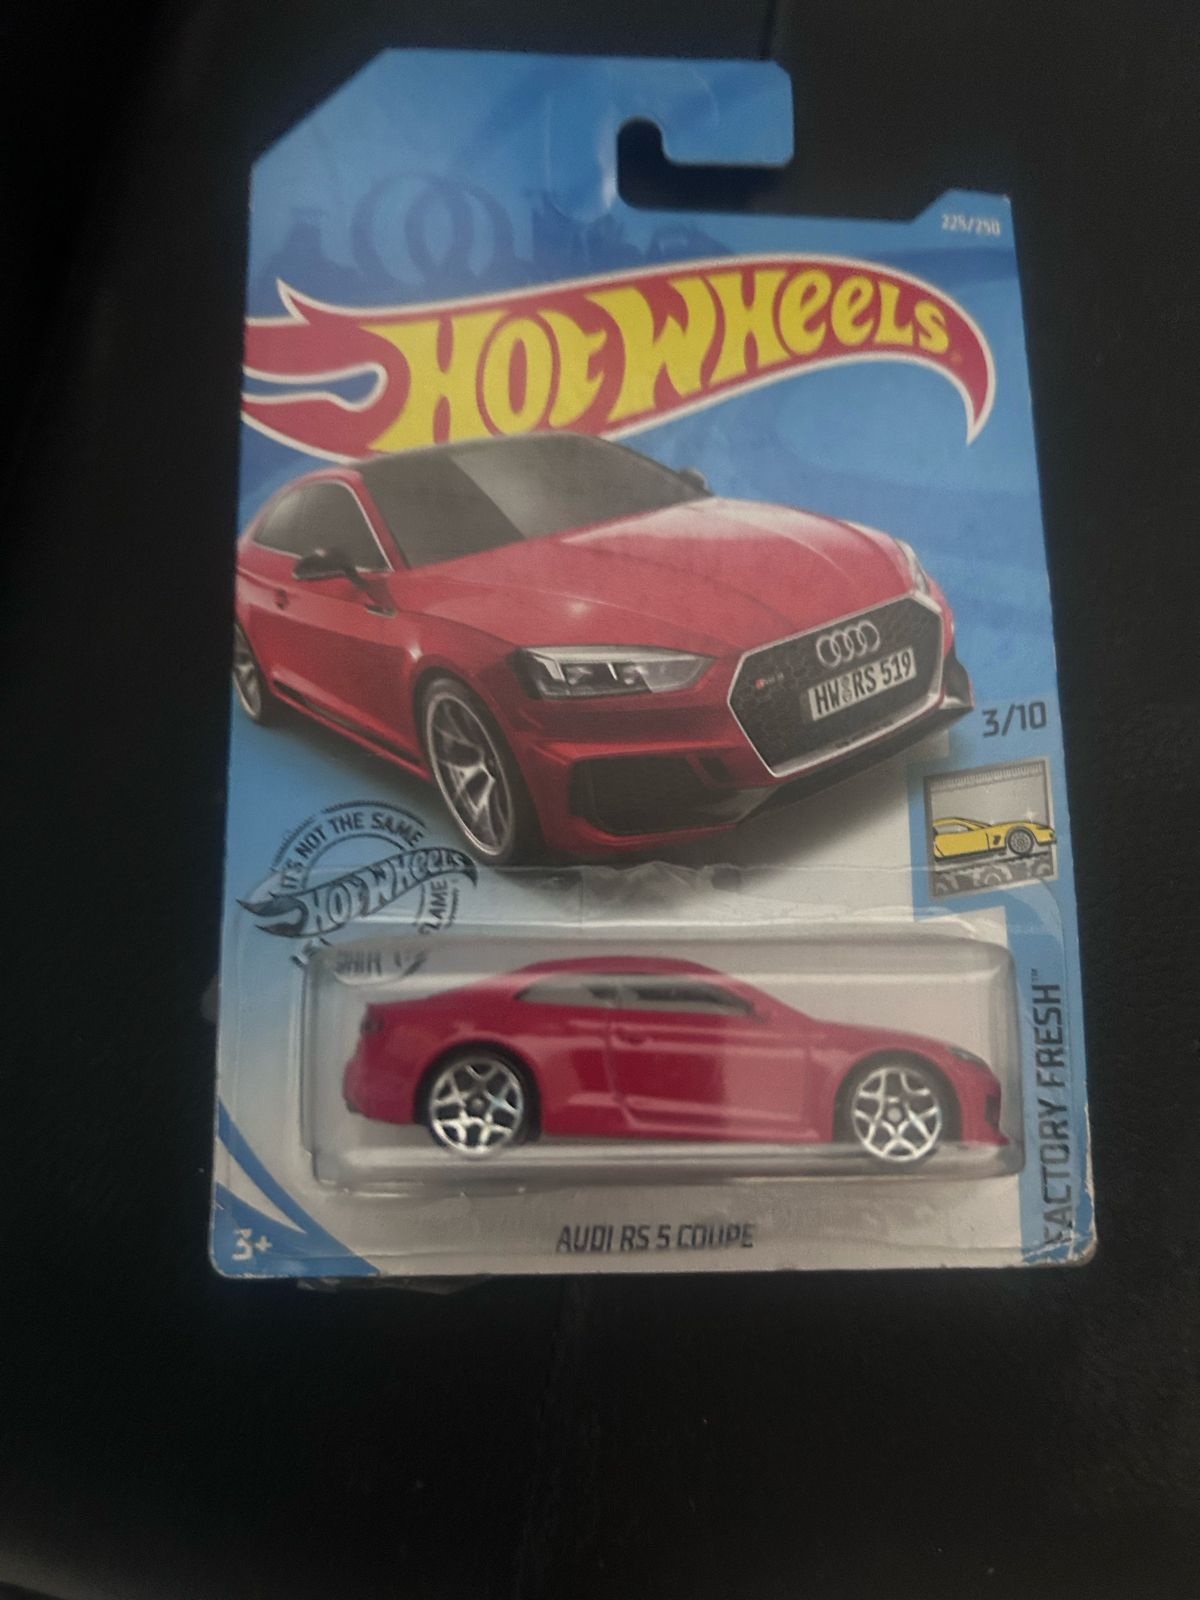 225/250
HOT WHEELS
HW RS 519
3/10
IT'S NOT THE SAME
HOT WHEELS
FACTORY FRESH™
AUDI RS 5 COUPE
3+